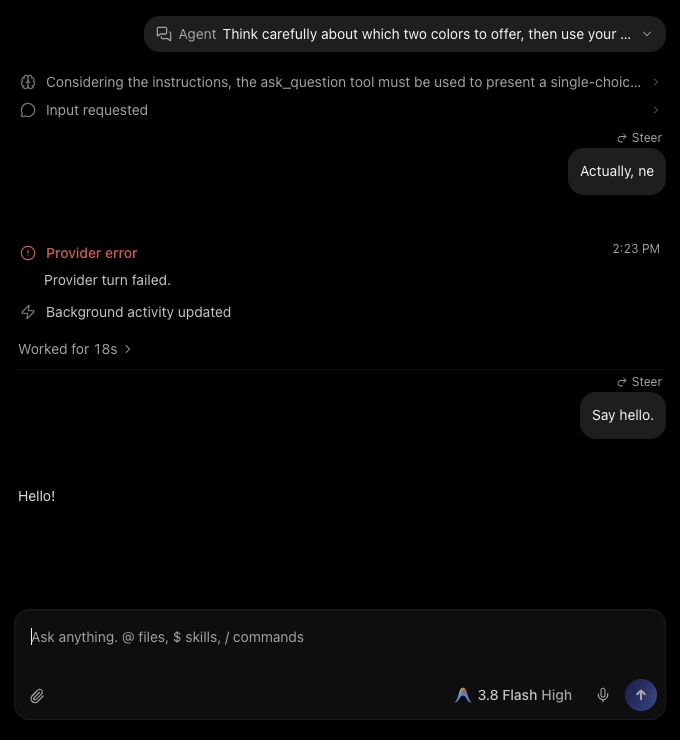 Agent Think carefully about which two colors to offer, then use your ...
Considering the instructions, the ask_question tool must be used to present a single-choic...
Input requested
Steer
Actually, ne
Provider error
2:23 PM
Provider turn failed.
Background activity updated
Worked for 18s
Steer
Say hello.
Hello!
Ask anything. @ files, $ skills, / commands
3.8 Flash High